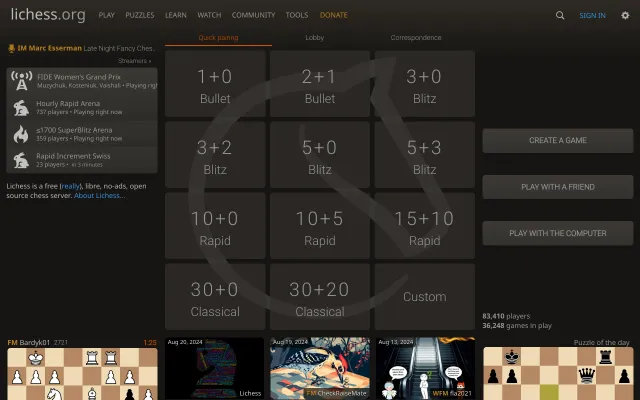 lichess.org
PLAY
PUZZLES
LEARN
WATCH
COMMUNITY
TOOLS
DONATE
SIGN IN
IM Marc Esserman Late Night Fancy Ches.
Streamers »
FIDE Women's Grand Prix
Muzychuk, Kosteniuk, Vaishali • Playing righ
Hourly Rapid Arena
737 players • Playing right now
≤1700 SuperBlitz Arena
359 players • Playing right now
Rapid Increment Swiss
23 players • in 3 minutes
Lichess is a free (really), libre, no-ads, open
source chess server. About Lichess...
Quick pairing
Lobby
Correspondence
1+0
Bullet
2+1
Bullet
3+0
Blitz
3+2
Blitz
5+0
Blitz
5+3
Blitz
10+0
Rapid
10+5
Rapid
15+10
Rapid
30+0
Classical
30+20
Classical
Custom
CREATE A GAME
PLAY WITH A FRIEND
PLAY WITH THE COMPUTER
83,410 players
36,248 games in play
FM Bardyk01 2721
1:25
Aug 20, 2024
Lichess
Aug 19, 2024
FM CheckRaiseMate
Aug 13, 2024
WFM fla2021
Puzzle of the day